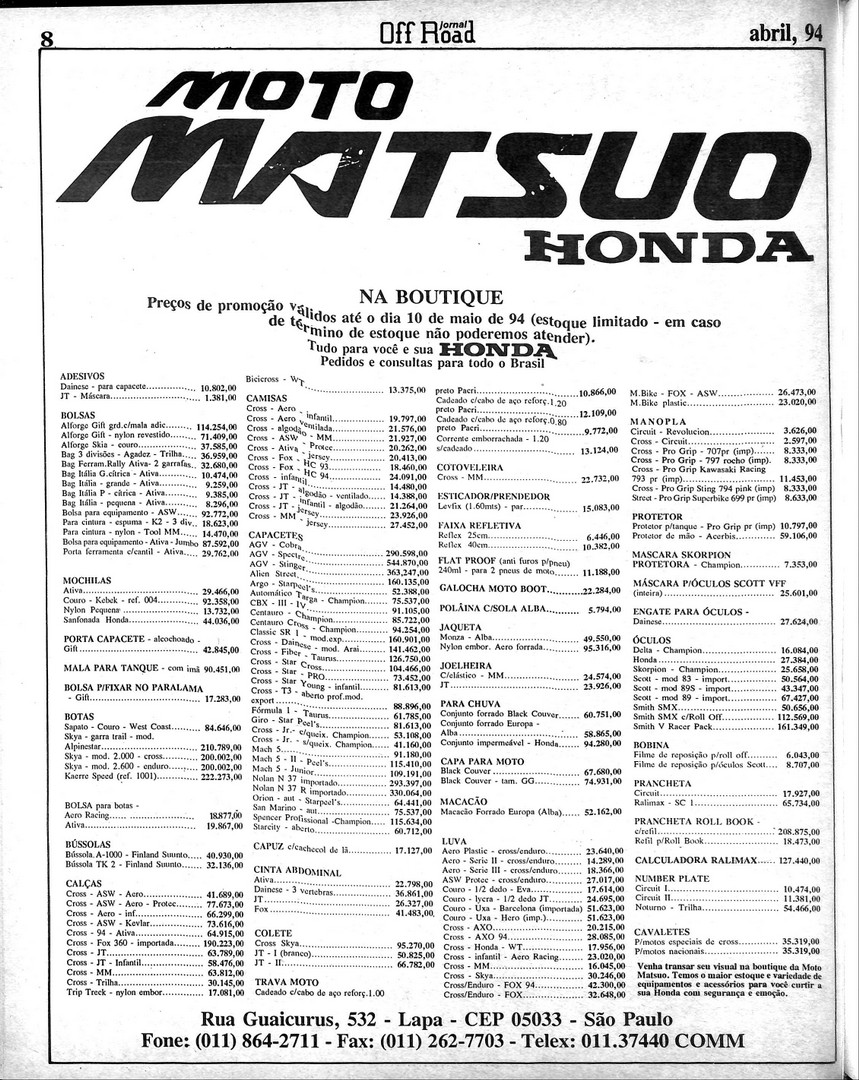 8
Off Road
jornal
abril, 94
MOTO
MATSUO
HONDA
NA BOUTIQUE
Preços de promoção válidos até o dia 10 de maio de 94 (estoque limitado - em caso
de término de estoque não poderemos atender).
Tudo para você e sua HONDA
Pedidos e consultas para todo o Brasil
ADESIVOS
Dainese - para capacete 10.802,00
JT - Máscara 1.381,00
BOLSAS
Alforge Gift grd.c/mala adic 114.254,00
Alforge Gift - nylon revestido 71.409,00
Alforge Skia - couro 37.585,00
Bag 3 divisões - Agadez - Trilha 36.959,00
Bag Ferram.Rally Ativa- 2 garrafas 32.680,00
Bag Itália G.cítrica - Ativa 10.474,00
Bag Itália - grande - Ativa 9.259,00
Bag Itália P - cítrica - Ativa 9.385,00
Bag Itália - pequena - Ativa 8.296,00
Bolsa para equipamento - ASW 92.772,00
Para cintura - espuma - K2 - 3 div.. 18.623,00
Para cintura - nylon - Tool MM 14.470,00
Bolsa para equipamento - Ativa - Jumbo 87.592,00
Porta ferramenta c/cantil - Ativa 29.762,00
MOCHILAS
Ativa 29.466,00
Couro - Kebek - ref. 004 92.358,00
Nylon Pequena 13.732,00
Sanfonada Honda 44.036,00
PORTA CAPACETE - alcochoado -
Gift 42.845,00
MALA PARA TANQUE - com imã 90.451,00
BOLSA P/FIXAR NO PARALAMA
- Gift 17.283,00
BOTAS
Sapato - Couro - West Coast 84.646,00
Skya - garra trail - mod.
Alpinestar 210.789,00
Skya - mod. 2.000 - cross 200.002,00
Skya - mod. 2.600 - enduro 200.002,00
Kaerre Speed (ref. 1001) 222.273,00
BOLSA para botas -
Aero Racing 18.877,00
Ativa 19.867,00
BÚSSOLAS
Bússola A-1000 - Finland Suunto 40.930,00
Bússola TK 2 - Finland Suunto 32.136,00
CALÇAS
Cross - ASW - Aero 41.689,00
Cross - ASW - Aero - Protec 77.673,00
Cross - Aero - inf 66.299,00
Cross - ASW - Kevlar 73.616,00
Cross - 94 - Ativa 64.915,00
Cross - Fox 360 - importada 190.223,00
Cross - JT 63.789,00
Cross - JT - Infantil 58.476,00
Cross - MM 63.812,00
Cross - Trilha 30.145,00
Trip Treck - nylon embor 17.081,00
Bicicross - WT 13.375,00
CAMISAS
Cross - Aero 19.797,00
Cross - Aero - infantil 21.576,00
Cross - algodão ventilada 21.927,00
Cross - ASW - MM 20.262,00
Cross - Ativa - Protec 20.413,00
Cross - Fox - jersey 18.460,00
Cross - Fox - HC 93 24.091,00
Cross - infantil HC 94 14.480,00
Cross - JT 14.388,00
Cross - JT - algodão - ventilado 21.264,00
Cross - JT - infantil - algodão 23.926,00
Cross - MM - jersey 27.452,00
CAPACETES
AGV - Cobra 290.598,00
AGV - Spectre 544.870,00
AGV - Stinger 363,247,00
Alien Street 160.135,00
Argo - Starpeel's 52.388,00
Automático Targa - Champion 75.537,00
CBX - III - IV 91.105,00
Centauro - Champion 85.722,00
Centauro Cross - Champion 94.254,00
Classic SR 1 - mod.exp 160.901,00
Cross - Dainese - mod. Arai 141.462,00
Cross - Fiber - Taurus 126.750,00
Cross - Star Cross 104.466,00
Cross - Star - PRO 73.452,00
Cross - Star Young - infantil 81.613,00
Cross - T3 - aberto prof.mod.
export 88.896,00
Fórmula 1 - Taurus 61.785,00
Giro - Star Peel's 81.613,00
Cross - Jr.- c/queix. Champion 53.108,00
Cross - Jr. - s/queix. Champion 41.160,00
Mach 5 91.180,00
Mach 5 - II - Peel's 115.410,00
Mach 5 - Junior 109.191,00
Nolan N 37 importado 293.397,00
Nolan N 37 R importado 330.064,00
Orion - aut - Starpeel's 64.441,00
San Marino - aut 75.537,00
Spencer Profissional -Champion 115.634,00
Starcity - aberto 60.712,00
CAPUZ c/cachecol de lã 17.127,00
CINTA ABDOMINAL
Ativa 22.798,00
Dainese - 3 vertebras 36.861,00
JT 26.327,00
Fox 41.483,00
COLETE
Cross Skya 95.270,00
JT - I (branco) 50.825,00
JT - II 66.782,00
TRAVA MOTO
Cadeado c/cabo de aço reforç.1.00
preto Pacri 10.866,00
Cadeado c/cabo de aço reforç.1.20
preto Pacri 12.109,00
Cadeado c/cabo de aço reforç.0.80
preto Pacri 9.772,00
Corrente emborrachada - 1.20
s/cadeado 13.124,00
COTOVELEIRA
Cross - MM 22.732,00
ESTICADOR/PRENDEDOR
Levfix (1.60mts) - par 15.083,00
FAIXA REFLETIVA
Reflex 25cm 6.446,00
Reflex 40cm 10.382,00
FLAT PROOF (anti furos p/pneu)
240ml - para 2 pneus de moto 11.188,00
GALOCHA MOTO BOOT 22.284,00
POLÂINA C/SOLA ALBA 5.794,00
JAQUETA
Monza - Alba 49.550,00
Nylon embor. Aero forrada 95.316,00
JOELHEIRA
C/elástico - MM 24.574,00
JT 23.926,00
PARA CHUVA
Conjunto forrado Black Couver 60.751,00
Conjunto forrado Europa -
Alba 58.865,00
Conjunto impermeável - Honda 94.280,00
CAPA PARA MOTO
Black Couver 67.680,00
Black Couver - tam. GG 74.931,00
MACACÃO
Macacão Forrado Europa (Alba) 52.162,00
LUVA
Aero Plastic - cross/enduro 23.640,00
Aero - Serie II - cross/enduro 14.289,00
Aero - Serie III - cross/enduro 18.366,00
ASW Protec - cross/enduro 27.017,00
Couro - 1/2 dedo - Eva 17.614,00
Couro - lycra - 1/2 dedo JT 24.695,00
Couro - Uxa - Barcelona (importada) 51.623,00
Couro - Uxa - Hero (imp.) 51.623,00
Cross - AXO 20.215,00
Cross - AXO 94 28.085,00
Cross - Honda - WT 17.956,00
Cross - infantil - Aero Racing 23.020,00
Cross - MM 16.045,00
Cross - Skya 30.246,00
Cross/Enduro - FOX 94 42.300,00
Cross/Enduro - FOX 32.648,00
M.Bike - FOX - ASW 26.473,00
M.Bike plastic 23.020,00
MANOPLA
Circuit - Revolucion 3.626,00
Cross - Circuit 2.597,00
Cross - Pro Grip - 707pr (imp) 8.333,00
Cross - Pro Grip - 797 rocho (imp). 8.333,00
Cross - Pro Grip Kawasaki Racing
793 pr (imp) 11.453,00
Cross - Pro Grip Sting 794 pink (imp) 8.333,00
Street - Pro Grip Superbike 699 pr (imp) 8.633,00
PROTETOR
Protetor p/tanque - Pro Grip pr (imp) 10.797,00
Protetor de mão - Acerbis 59.106,00
MASCARA SKORPION
PROTETORA - Champion 7.353,00
MÁSCARA P/ÓCULOS SCOTT VFF
(inteira) 25.601,00
ENGATE PARA ÓCULOS -
Dainese 27.624,00
ÓCULOS
Delta - Champion 16.084,00
Honda 27.384,00
Skorpion - Champion 25.658,00
Scott - mod 83 - import 50.564,00
Scott - mod 89S - import 43.347,00
Scott - mod 89 - import 67.427,00
Smith SMX 50.656,00
Smith SMX c/Roll Off 112.569,00
Smith V Racer Pack 161.349,00
BOBINA
Filme de reposição p/roll off 6.043,00
Filme de reposição p/óculos Scott 8.707,00
PRANCHETA
Circuit 17.927,00
Ralimax - SC 1 65.734,00
PRANCHETA ROLL BOOK -
c/refil 208.875,00
Refil p/Roll Book 18.473,00
CALCULADORA RALIMAX 127.440,00
NUMBER PLATE
Circuit I 10.474,00
Circuit II 11.381,00
Noturno - Trilha 54.466,00
CAVALETES
P/motos especiais de cross 35.319,00
P/motos nacionais 35.319,00
Venha transar seu visual na boutique da Moto
Matsuo. Temos o maior estoque e variedade de
equipamentos e acessórios para você curtir a
sua Honda com segurança e emoção.
Rua Guaicurus, 532 - Lapa - CEP 05033 - São Paulo
Fone: (011) 864-2711 - Fax: (011) 262-7703 - Telex: 011.37440 COMM